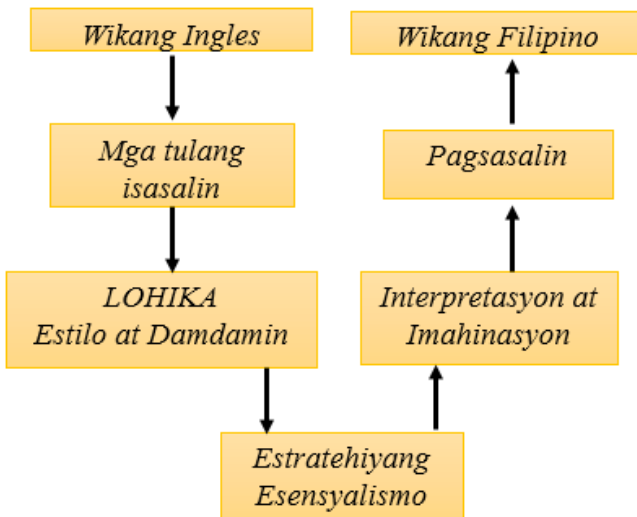 Wikang Ingles
Mga tulang
isasalin
LOHIKA
Estilo at Damdamin
Estratehiyang
Esensyalismo
Interpretasyon at
Imahinasyon
Pagsasalin
Wikang Filipino